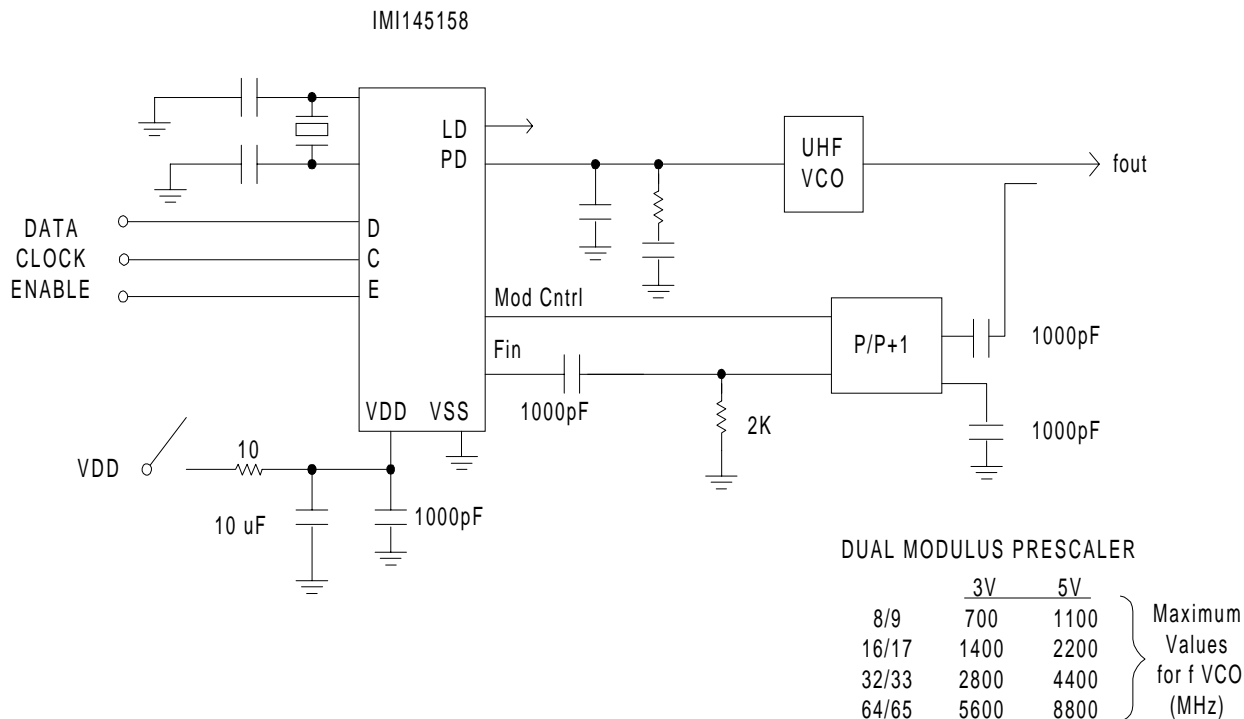 IMI145158
LD
PD
UHF
VCO
fout
DATA
CLOCK
ENABLE
D
C
E
Mod Cntrl
P/P+1
1000pF
Fin
1000pF
2K
1000pF
VDD VSS
VDD
10
10 uF
1000pF
DUAL MODULUS PRESCALER
3V 5V
8/9 700 1100
16/17 1400 2200
32/33 2800 4400
64/65 5600 8800
Maximum
Values
for f VCO
(MHz)